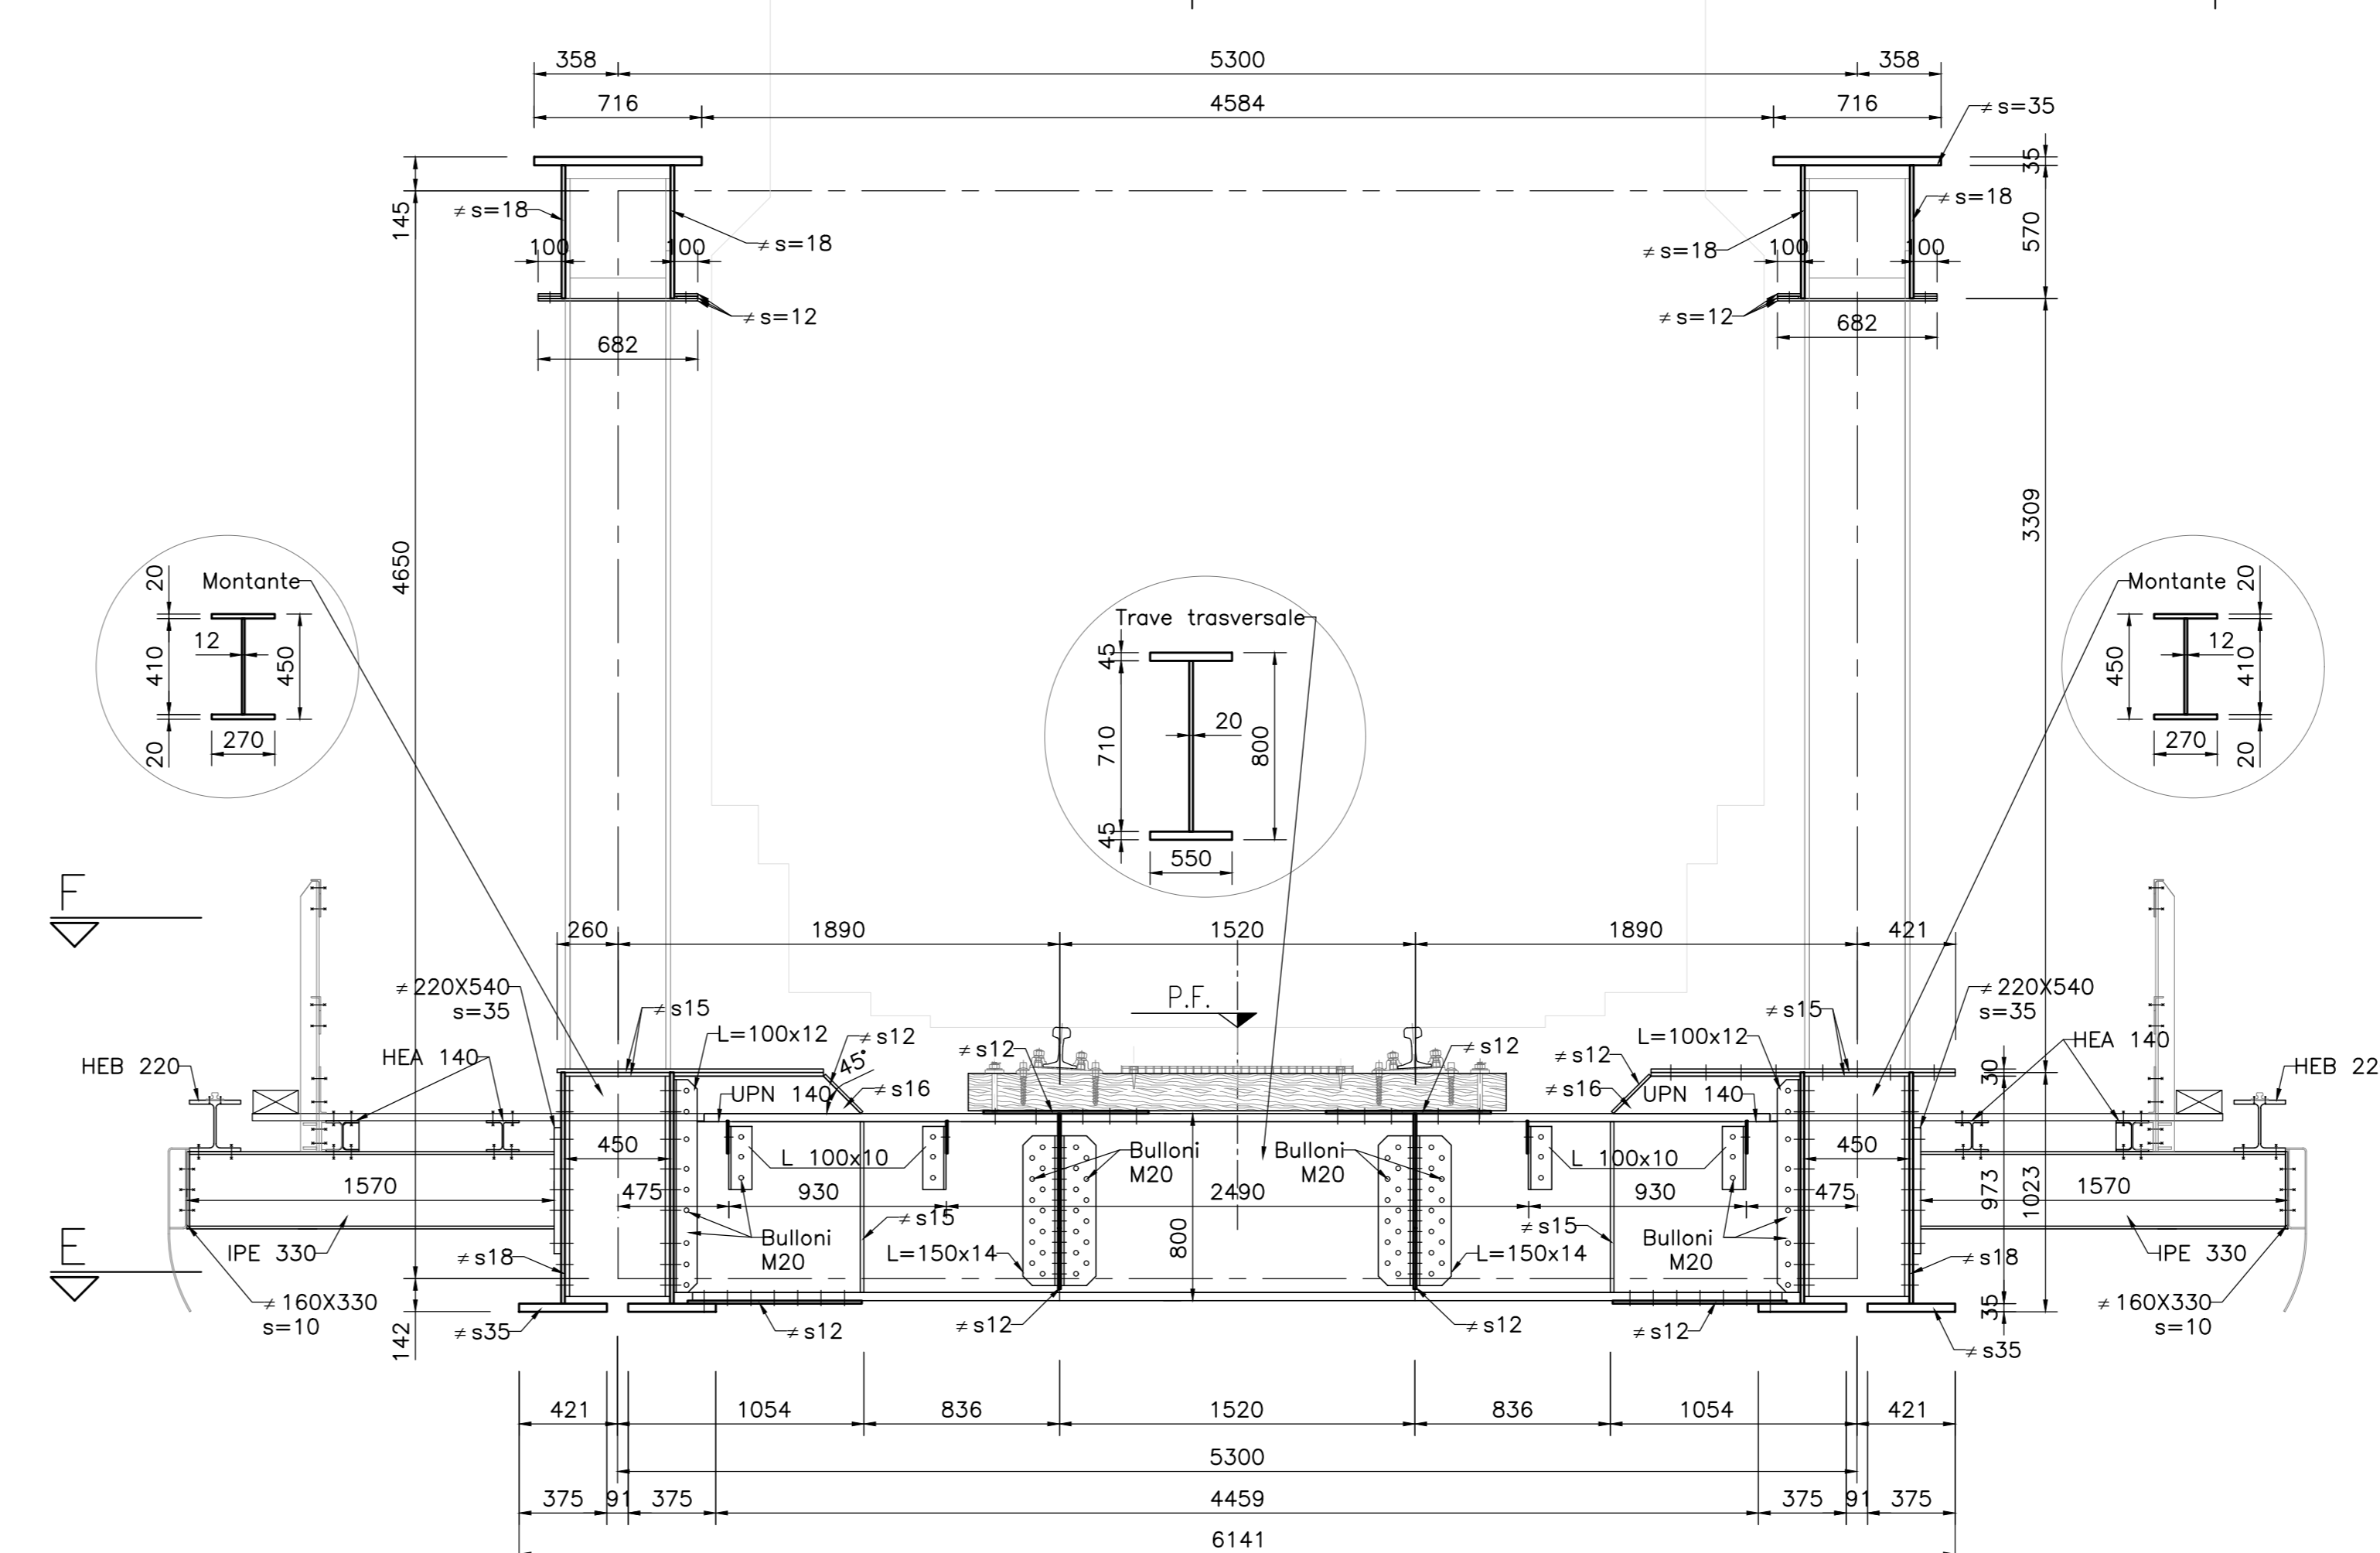 358 5300 358
716 4584 716
≠ s=35
35
145
≠ s=18
≠ s=18
≠ s=18
≠ s=18
570
100 100
100 100
≠ s=12
≠ s=12
682
682
4650
3309
Montante
20
410
20
12
450
270
Trave trasversale
45
710
45
20
800
550
Montante
20
410
20
12
450
270
F
260 1890 1520 1890 421
P.F.
≠ 220X540
s=35
≠ s15
L=100x12
≠ s12
45°
≠ s12
≠ s12
≠ s15
L=100x12
≠ s12
≠ 220X540
s=35
HEB 220
HEA 140
UPN 140
≠ s16
≠ s16
UPN 140
30
HEA 140
HEB 22
450
L 100x10
Bulloni
M20
Bulloni
M20
L 100x10
450
1570
475 930 2490 930 475
1570
973
1023
E
IPE 330
≠ s18
Bulloni
M20
≠ s15
L=150x14
800
L=150x14
≠ s15
Bulloni
M20
≠ s18
IPE 330
≠ 160X330
s=10
142
≠ s35
≠ s12
≠ s12
≠ s12
≠ s12
35
≠ s35
≠ 160X330
s=10
421 1054 836 1520 836 1054 421
5300
375 91 375 4459 375 91 375
6141